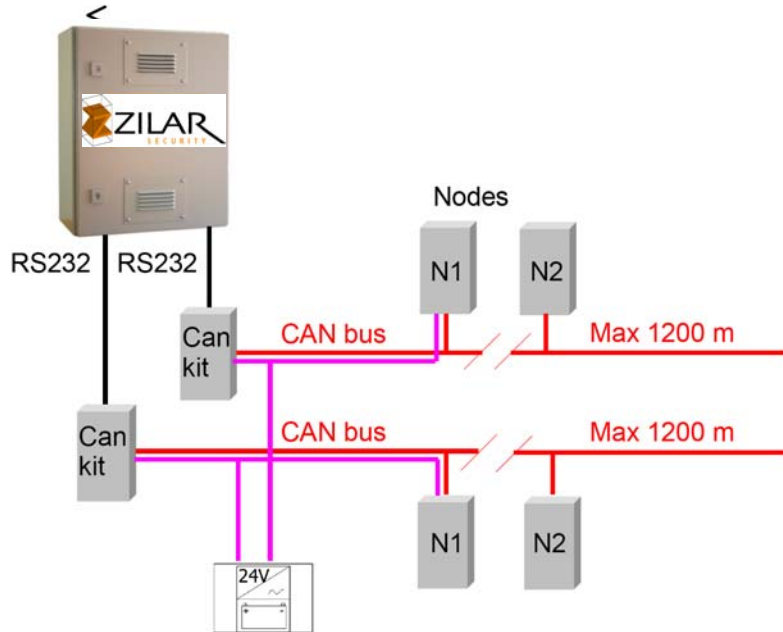 ZILAR
SECURITY
Nodes
RS232 RS232
N1 N2
Can
kit
CAN bus
Max 1200 m
Can
kit
CAN bus
Max 1200 m
N1 N2
24V